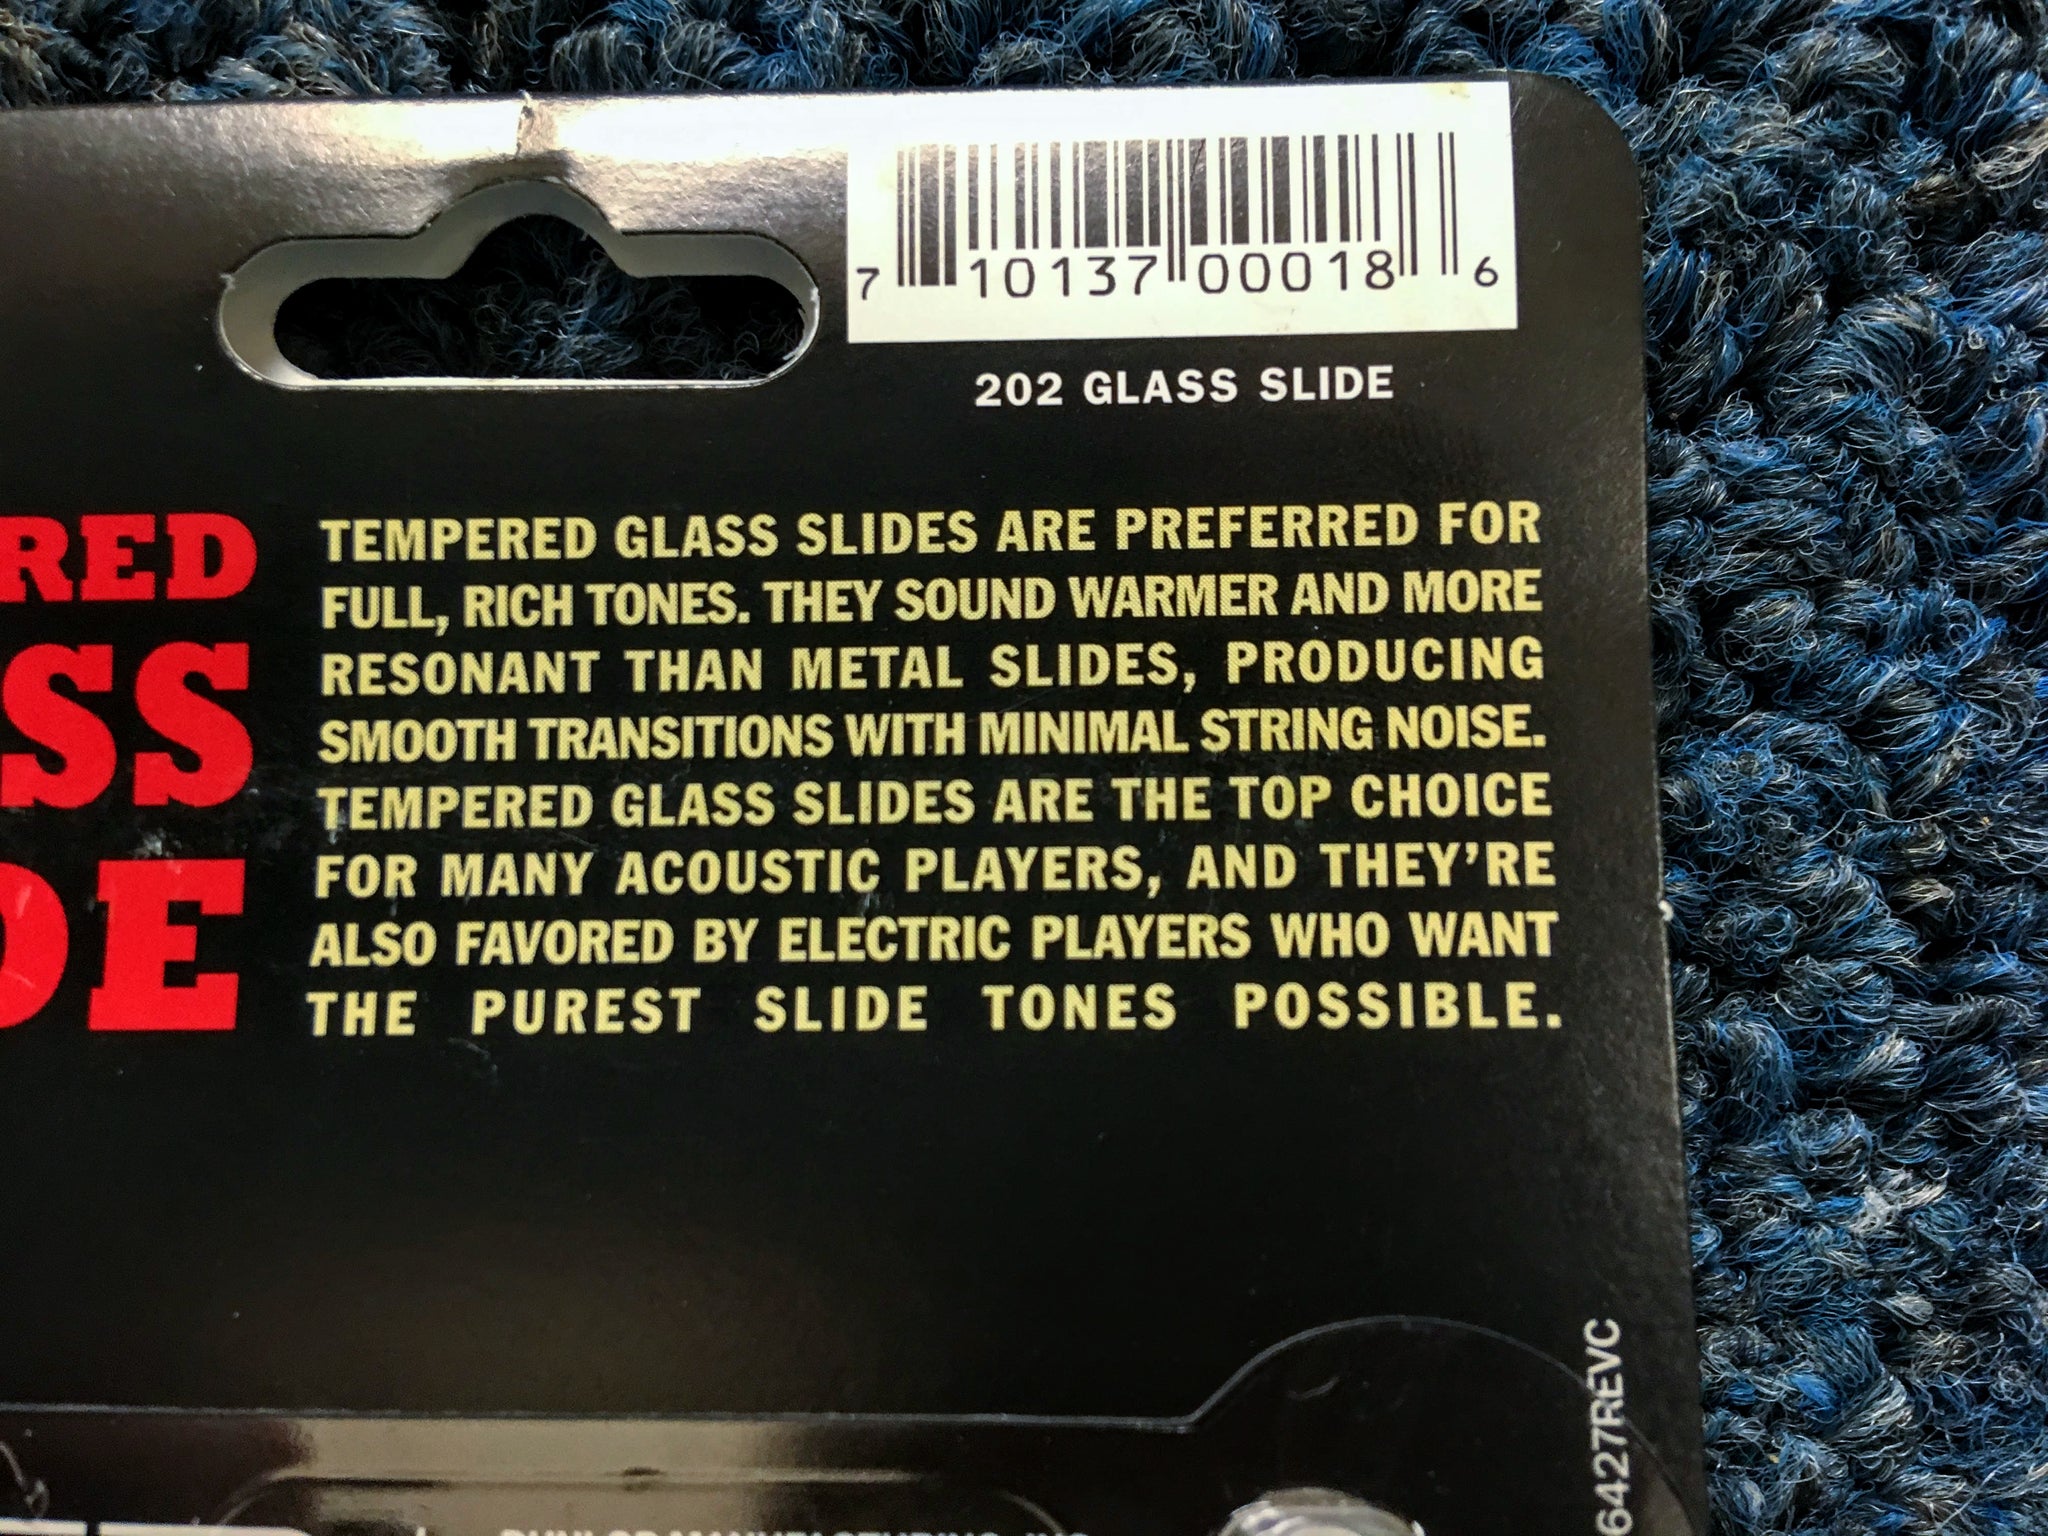 7 10137 00018 6
202 GLASS SLIDE
RED
SS
DE
TEMPERED GLASS SLIDES ARE PREFERRED FOR
FULL, RICH TONES. THEY SOUND WARMER AND MORE
RESONANT THAN METAL SLIDES, PRODUCING
SMOOTH TRANSITIONS WITH MINIMAL STRING NOISE.
TEMPERED GLASS SLIDES ARE THE TOP CHOICE
FOR MANY ACOUSTIC PLAYERS, AND THEY'RE
ALSO FAVORED BY ELECTRIC PLAYERS WHO WANT
THE PUREST SLIDE TONES POSSIBLE.
6427REVC
DUNLOP MANUFACTURING, INC